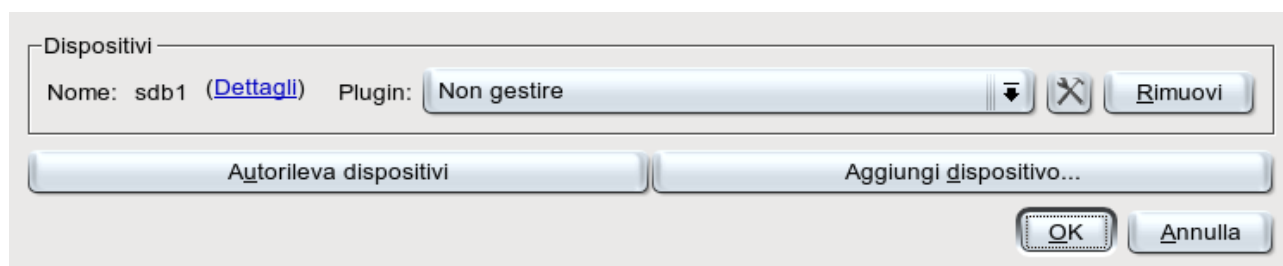 Dispositivi
Nome: sdb1 (Dettagli) Plugin: Non gestire Rimuovi
Autorileva dispositivi Aggiungi dispositivo...
OK Annulla